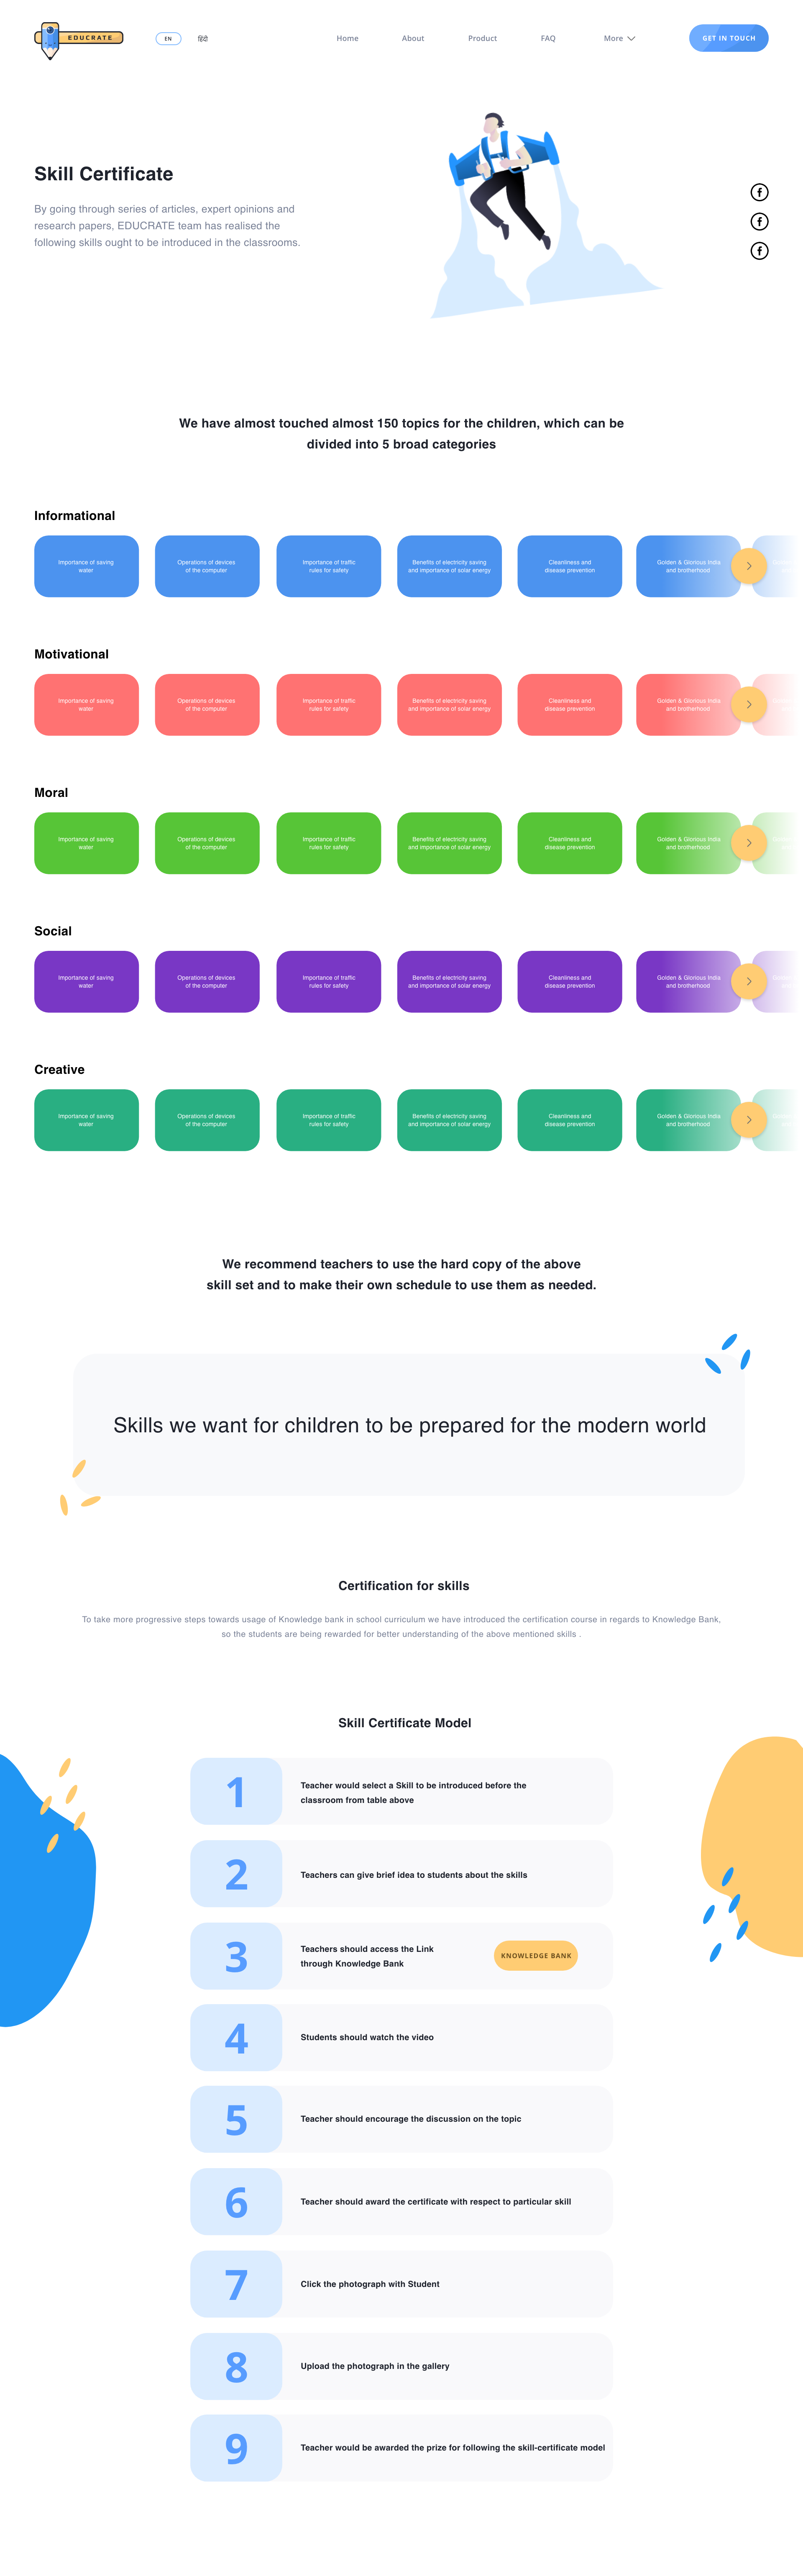 EDUCRATE
EN
हिंदी
Home
About
Product
FAQ
More
GET IN TOUCH
Skill Certificate
By going through series of articles, expert opinions and
research papers, EDUCRATE team has realised the
following skills ought to be introduced in the classrooms.
We have almost touched almost 150 topics for the children, which can be
divided into 5 broad categories
Informational
Importance of saving
water
Operations of devices
of the computer
Importance of traffic
rules for safety
Benefits of electricity saving
and importance of solar energy
Cleanliness and
disease prevention
Golden & Glorious India
and brotherhood
Motivational
Importance of saving
water
Operations of devices
of the computer
Importance of traffic
rules for safety
Benefits of electricity saving
and importance of solar energy
Cleanliness and
disease prevention
Golden & Glorious India
and brotherhood
Moral
Importance of saving
water
Operations of devices
of the computer
Importance of traffic
rules for safety
Benefits of electricity saving
and importance of solar energy
Cleanliness and
disease prevention
Golden & Glorious India
and brotherhood
Social
Importance of saving
water
Operations of devices
of the computer
Importance of traffic
rules for safety
Benefits of electricity saving
and importance of solar energy
Cleanliness and
disease prevention
Golden & Glorious India
and brotherhood
Creative
Importance of saving
water
Operations of devices
of the computer
Importance of traffic
rules for safety
Benefits of electricity saving
and importance of solar energy
Cleanliness and
disease prevention
Golden & Glorious India
and brotherhood
We recommend teachers to use the hard copy of the above
skill set and to make their own schedule to use them as needed.
Skills we want for children to be prepared for the modern world
Certification for skills
To take more progressive steps towards usage of Knowledge bank in school curriculum we have introduced the certification course in regards to Knowledge Bank,
so the students are being rewarded for better understanding of the above mentioned skills .
Skill Certificate Model
1
Teacher would select a Skill to be introduced before the
classroom from table above
2
Teachers can give brief idea to students about the skills
3
Teachers should access the Link
through Knowledge Bank
KNOWLEDGE BANK
4
Students should watch the video
5
Teacher should encourage the discussion on the topic
6
Teacher should award the certificate with respect to particular skill
7
Click the photograph with Student
8
Upload the photograph in the gallery
9
Teacher would be awarded the prize for following the skill-certificate model